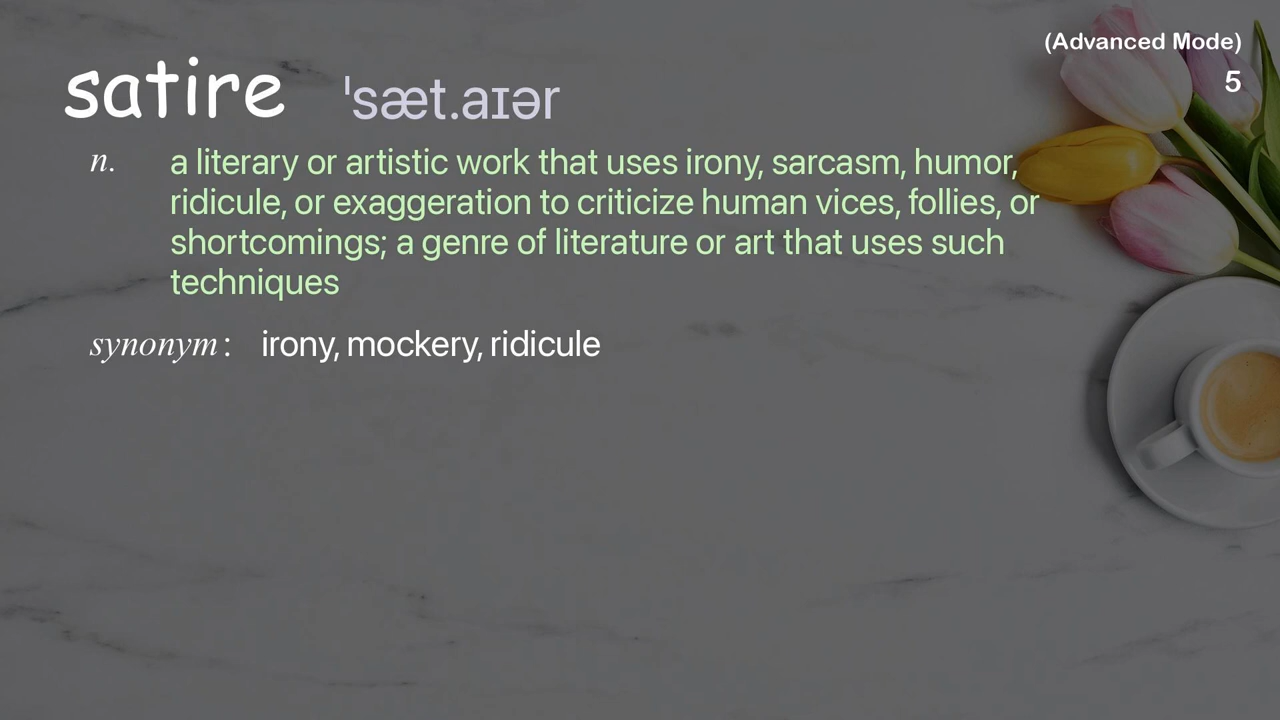 (Advanced Mode)
5
satire ˈsæt.aɪər
n. a literary or artistic work that uses irony, sarcasm, humor,
ridicule, or exaggeration to criticize human vices, follies, or
shortcomings; a genre of literature or art that uses such
techniques
synonym: irony, mockery, ridicule